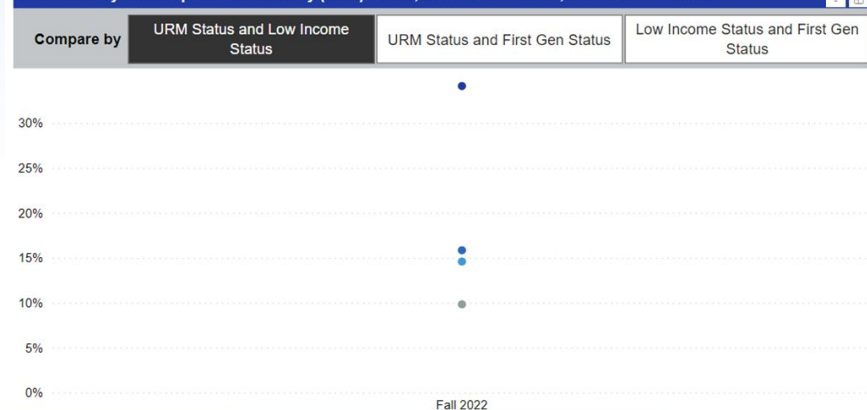 Compare by
URM Status and Low Income
Status
URM Status and First Gen Status
Low Income Status and First Gen
Status
30%
25%
20%
15%
10%
5%
0%
Fall 2022